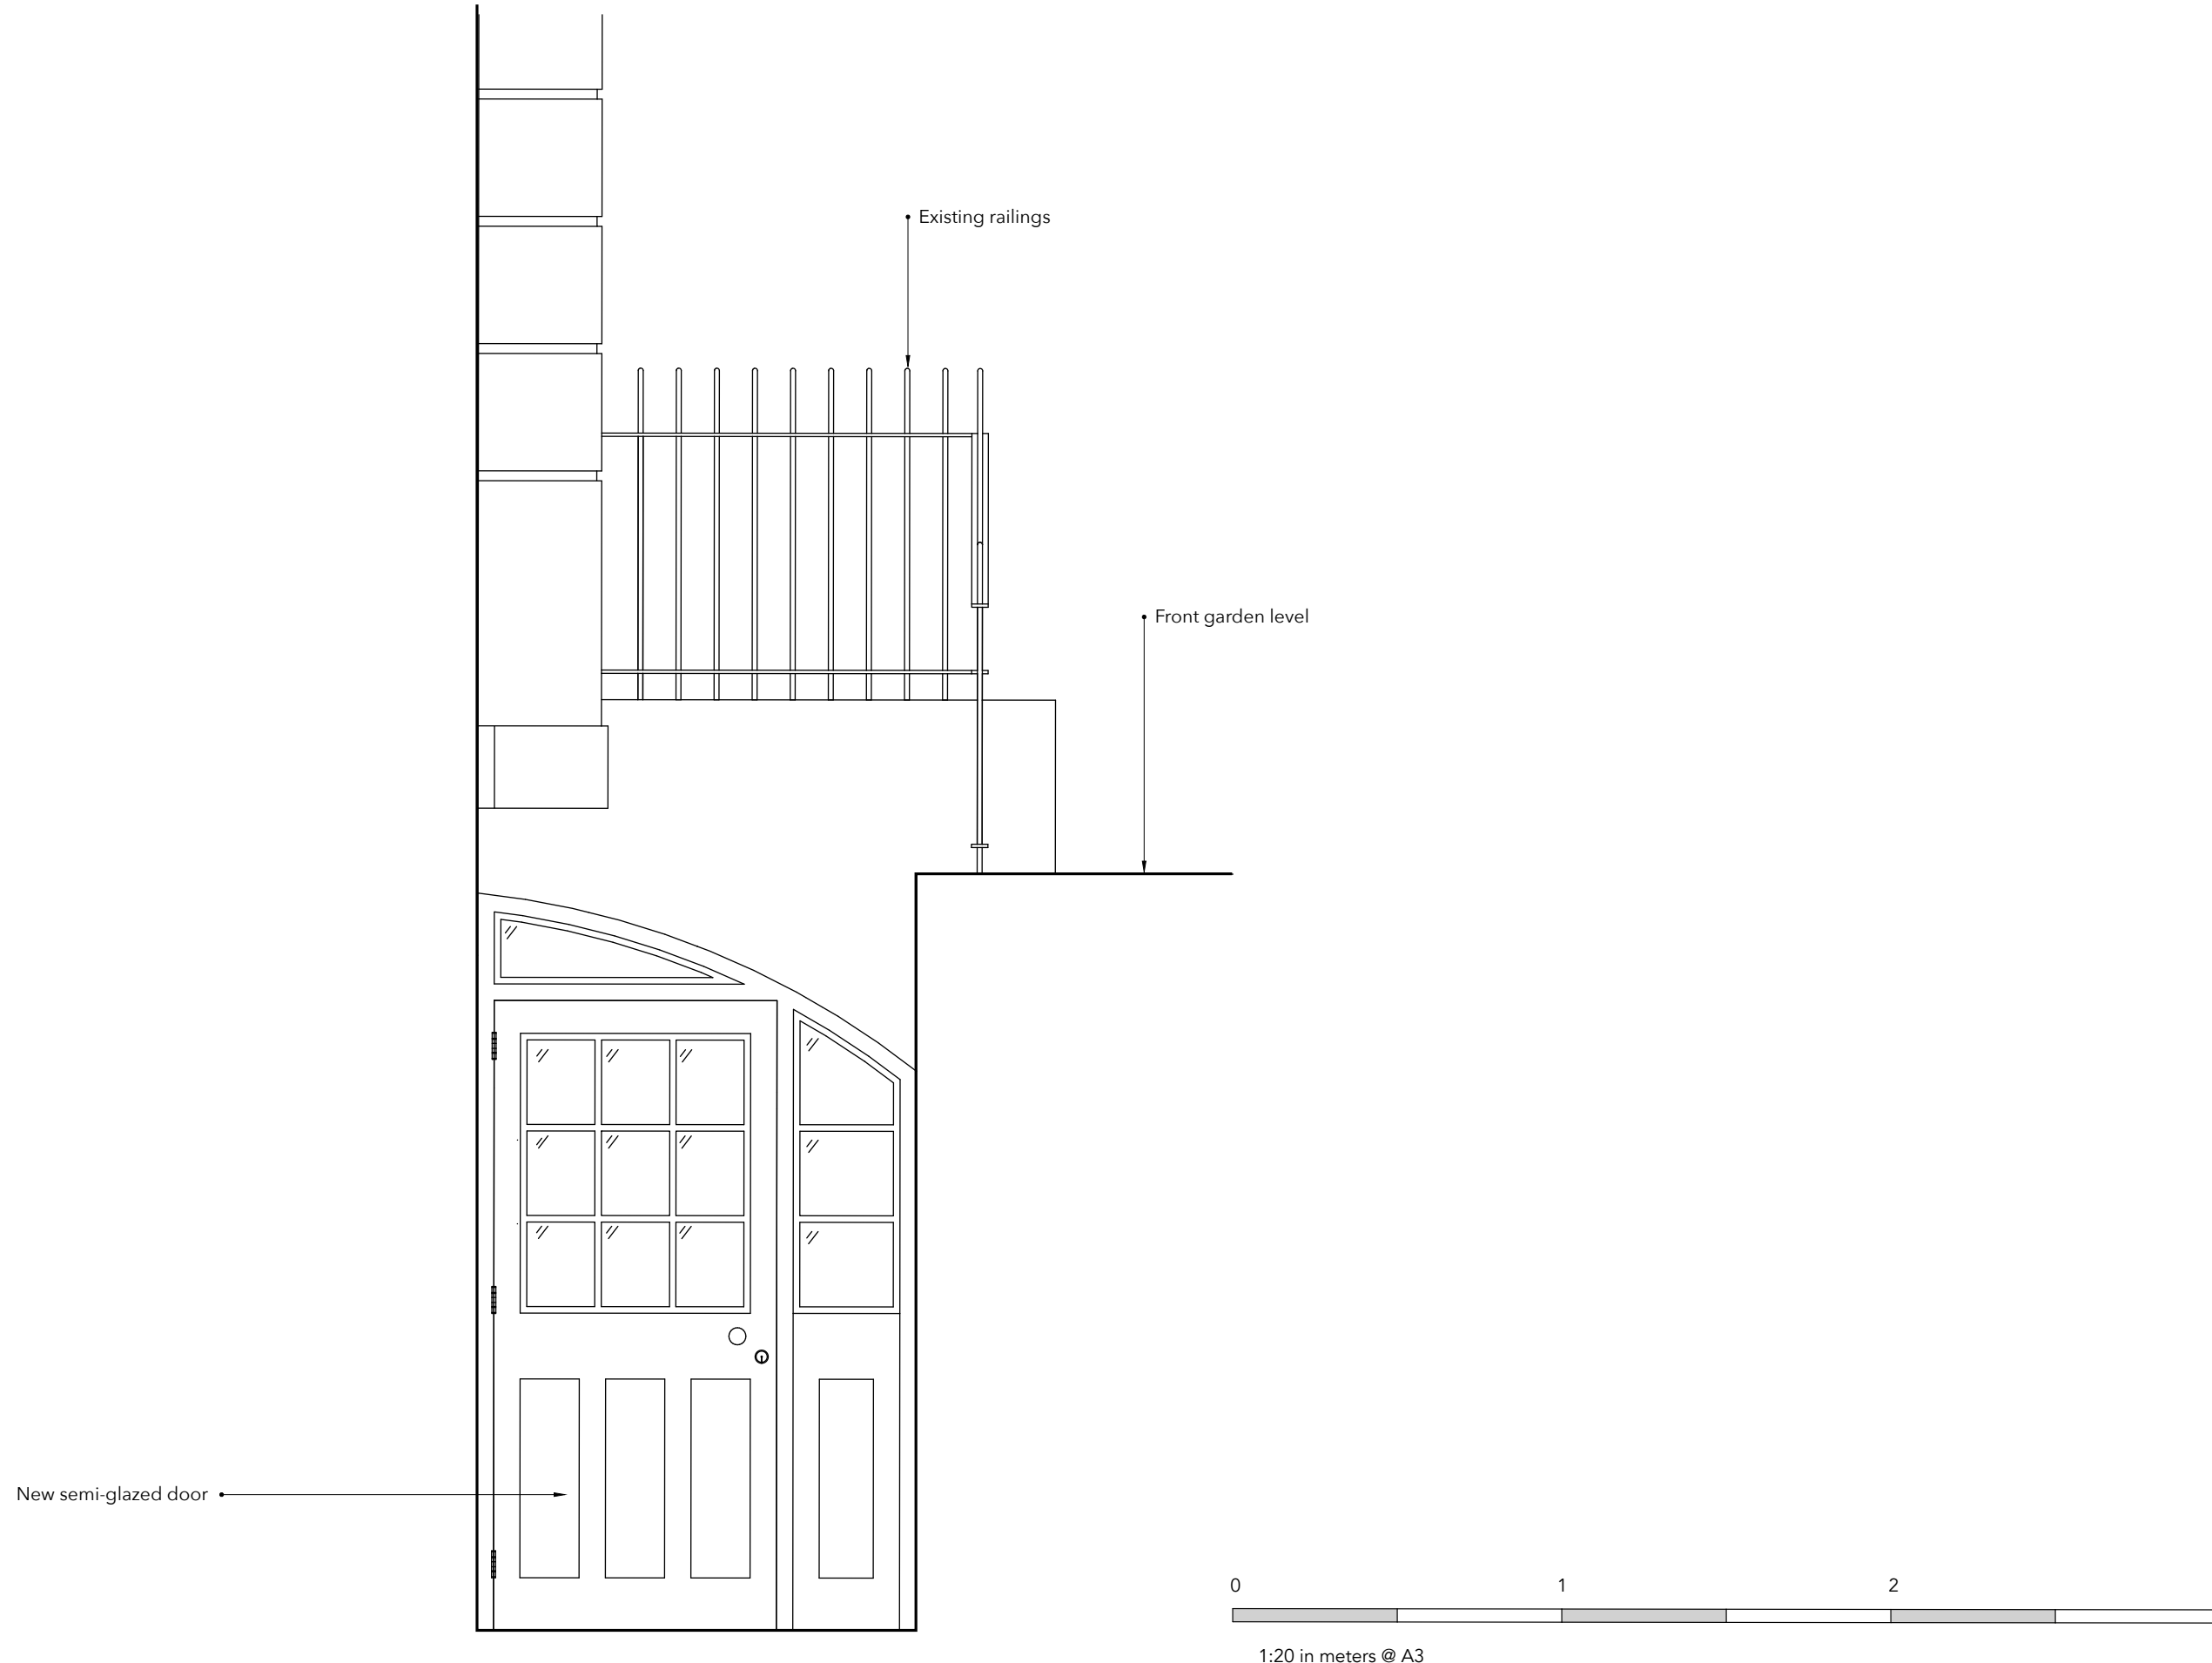 Existing railings
Front garden level
New semi-glazed door
0 1 2
1:20 in meters @ A3